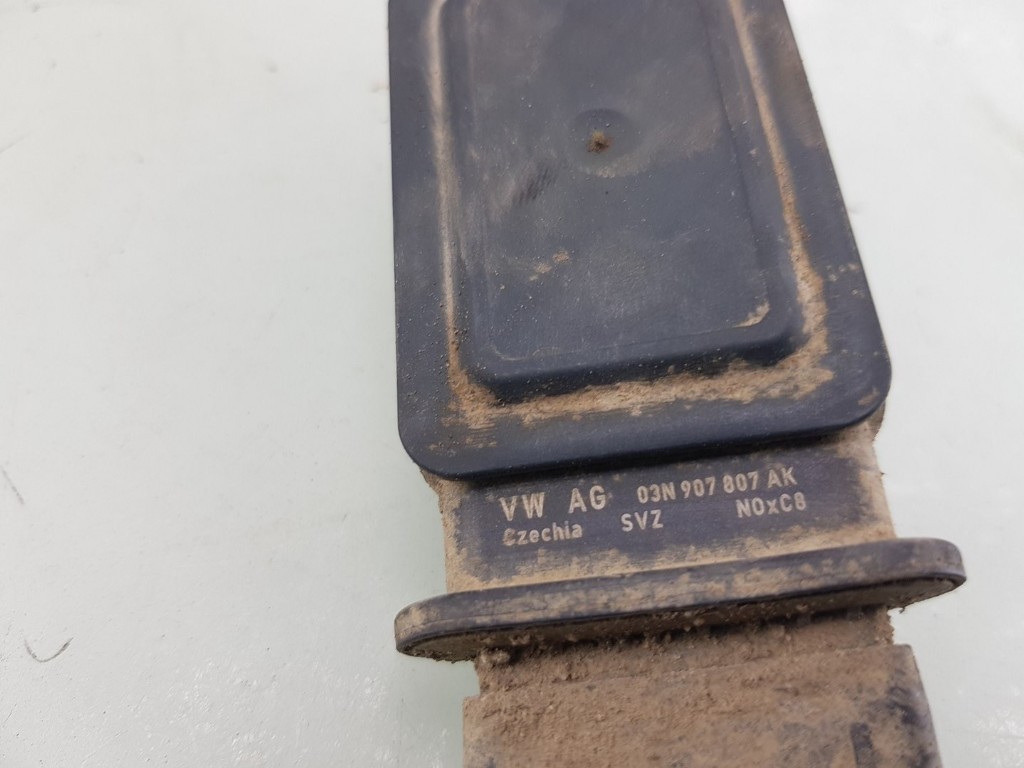 VW AG 03N 907 807 AK
Czechia SVZ NOxC8